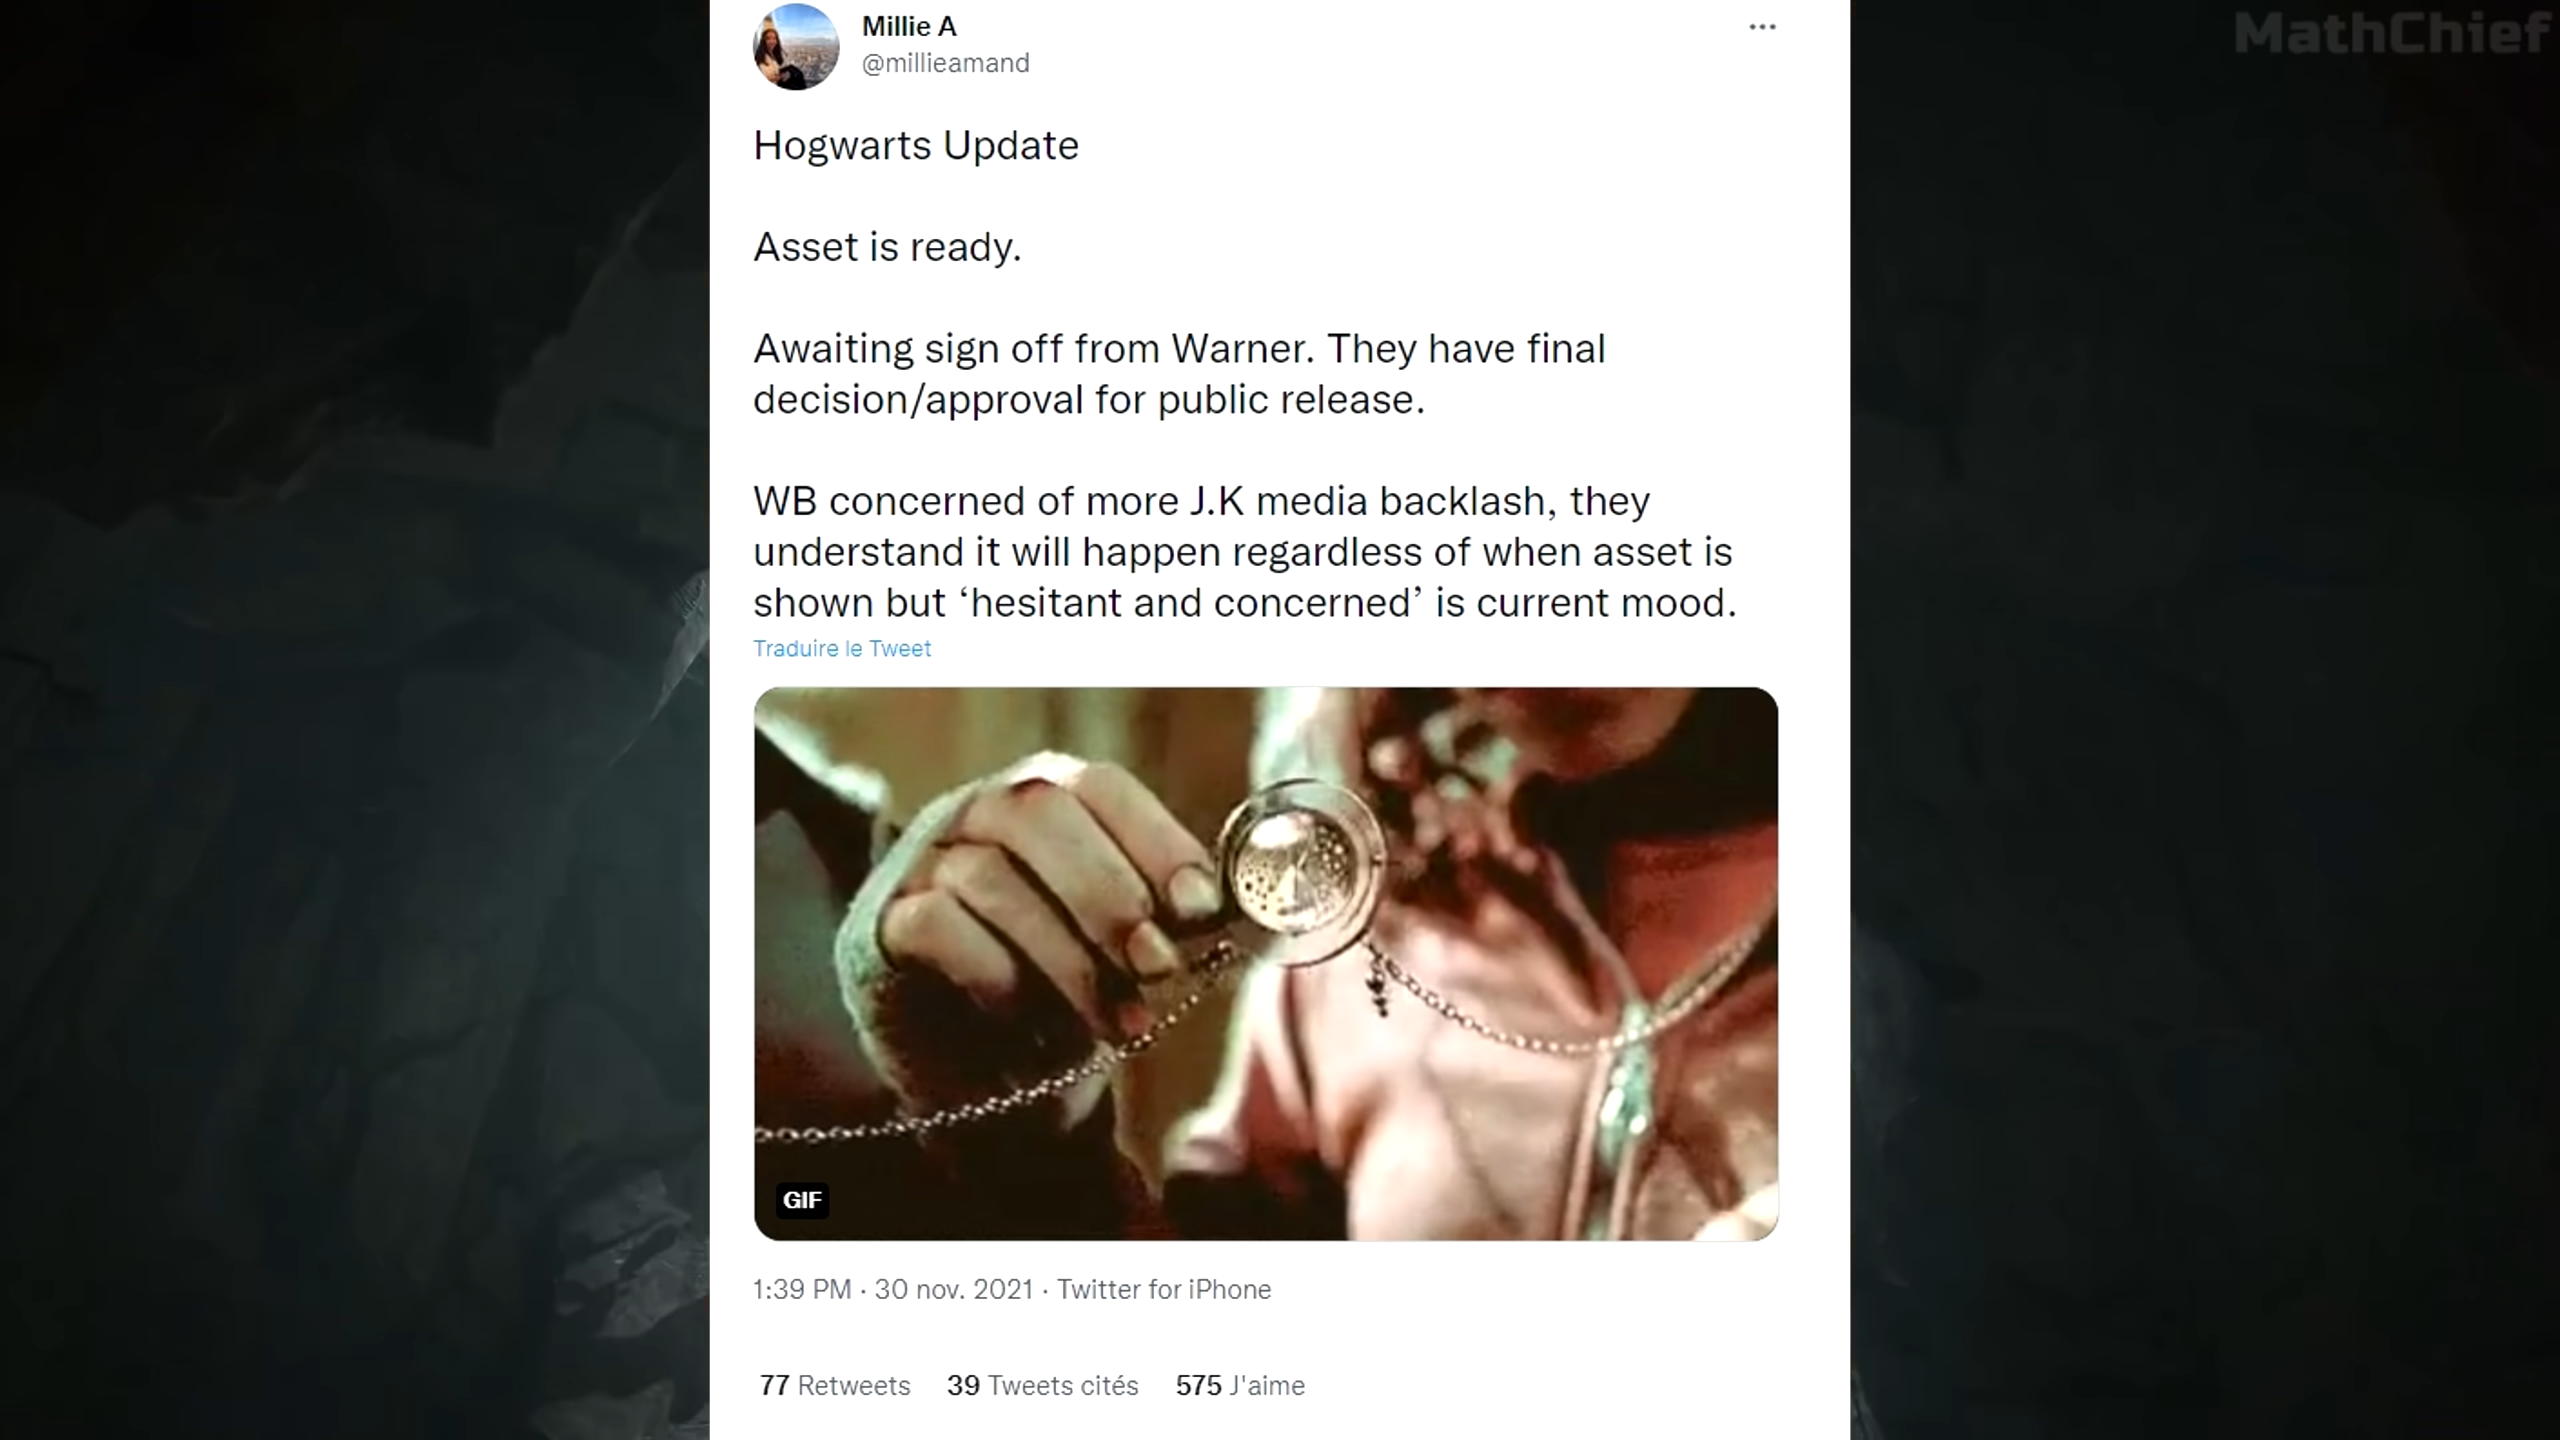 MathChief
Millie A
@millieamand
Hogwarts Update
Asset is ready.
Awaiting sign off from Warner. They have final
decision/approval for public release.
WB concerned of more J.K media backlash, they
understand it will happen regardless of when asset is
shown but ‘hesitant and concerned’ is current mood.
Traduire le Tweet
GIF
1:39 PM · 30 nov. 2021 · Twitter for iPhone
77 Retweets 39 Tweets cités 575 J'aime